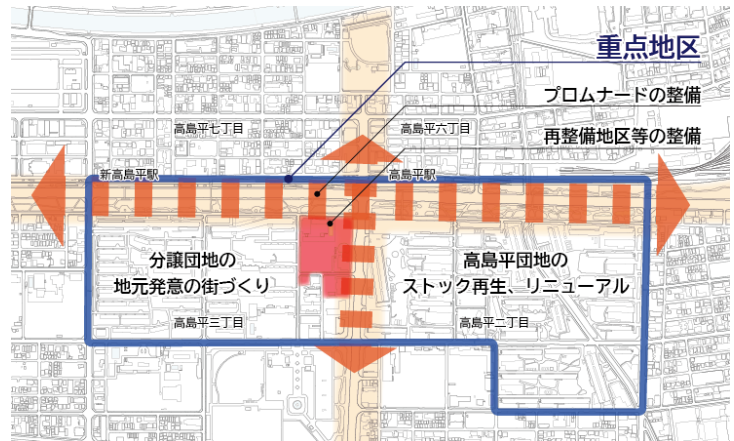 重点地区
プロムナードの整備
高島平七丁目
高島平六丁目
再整備地区等の整備
新高島平駅
高島平駅
分譲団地の
地元発意の街づくり
高島平団地の
ストック再生、リニューアル
高島平三丁目
高島平二丁目